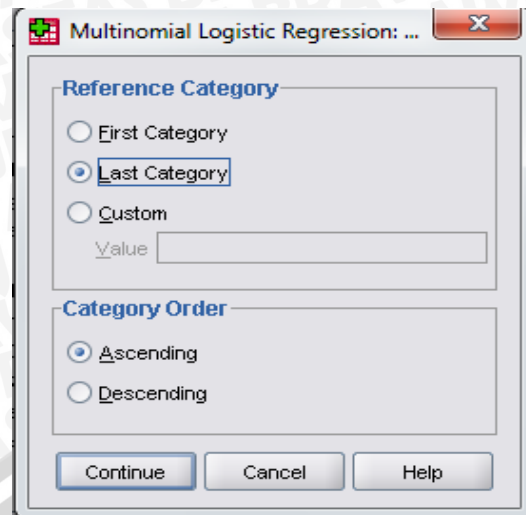 Multinomial Logistic Regression: ...
Reference Category
First Category
Last Category
Custom
Value
Category Order
Ascending
Descending
Continue Cancel Help